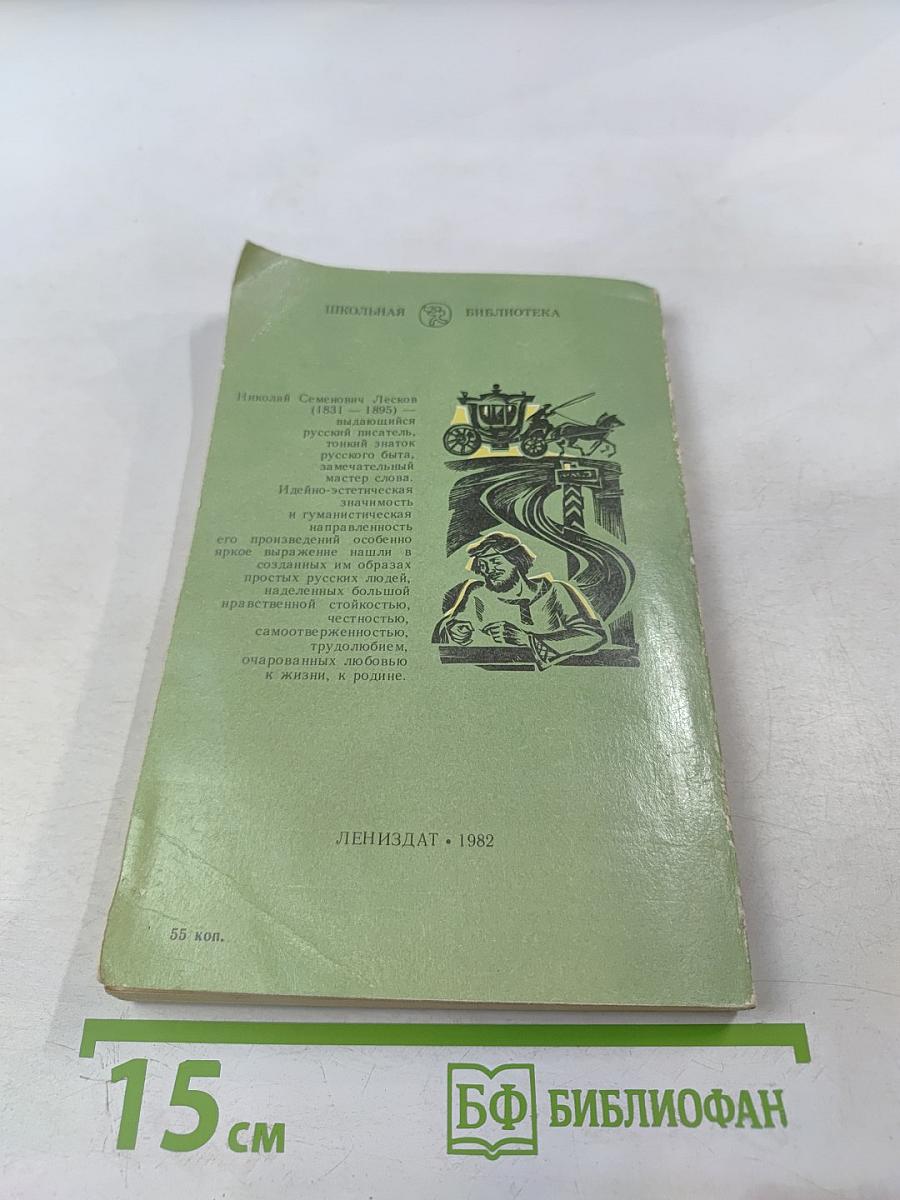 ШКОЛЬНАЯ БИБЛИОТЕКА
Николай Семенович Лесков
(1831 — 1895) —
выдающийся
русский писатель,
тонкий знаток
русского быта,
замечательный
мастер слова.
Идейно-эстетическая
значимость
и гуманистическая
направленность
его произведений особенно
яркое выражение нашли в
созданных им образах
простых русских людей,
наделенных большой
нравственной стойкостью,
честностью,
самоотверженностью,
трудолюбием,
очарованных любовью
к жизни, к родине.
ЛЕНИЗДАТ • 1982
55 коп.
15 см
БФ БИБЛИОФАН